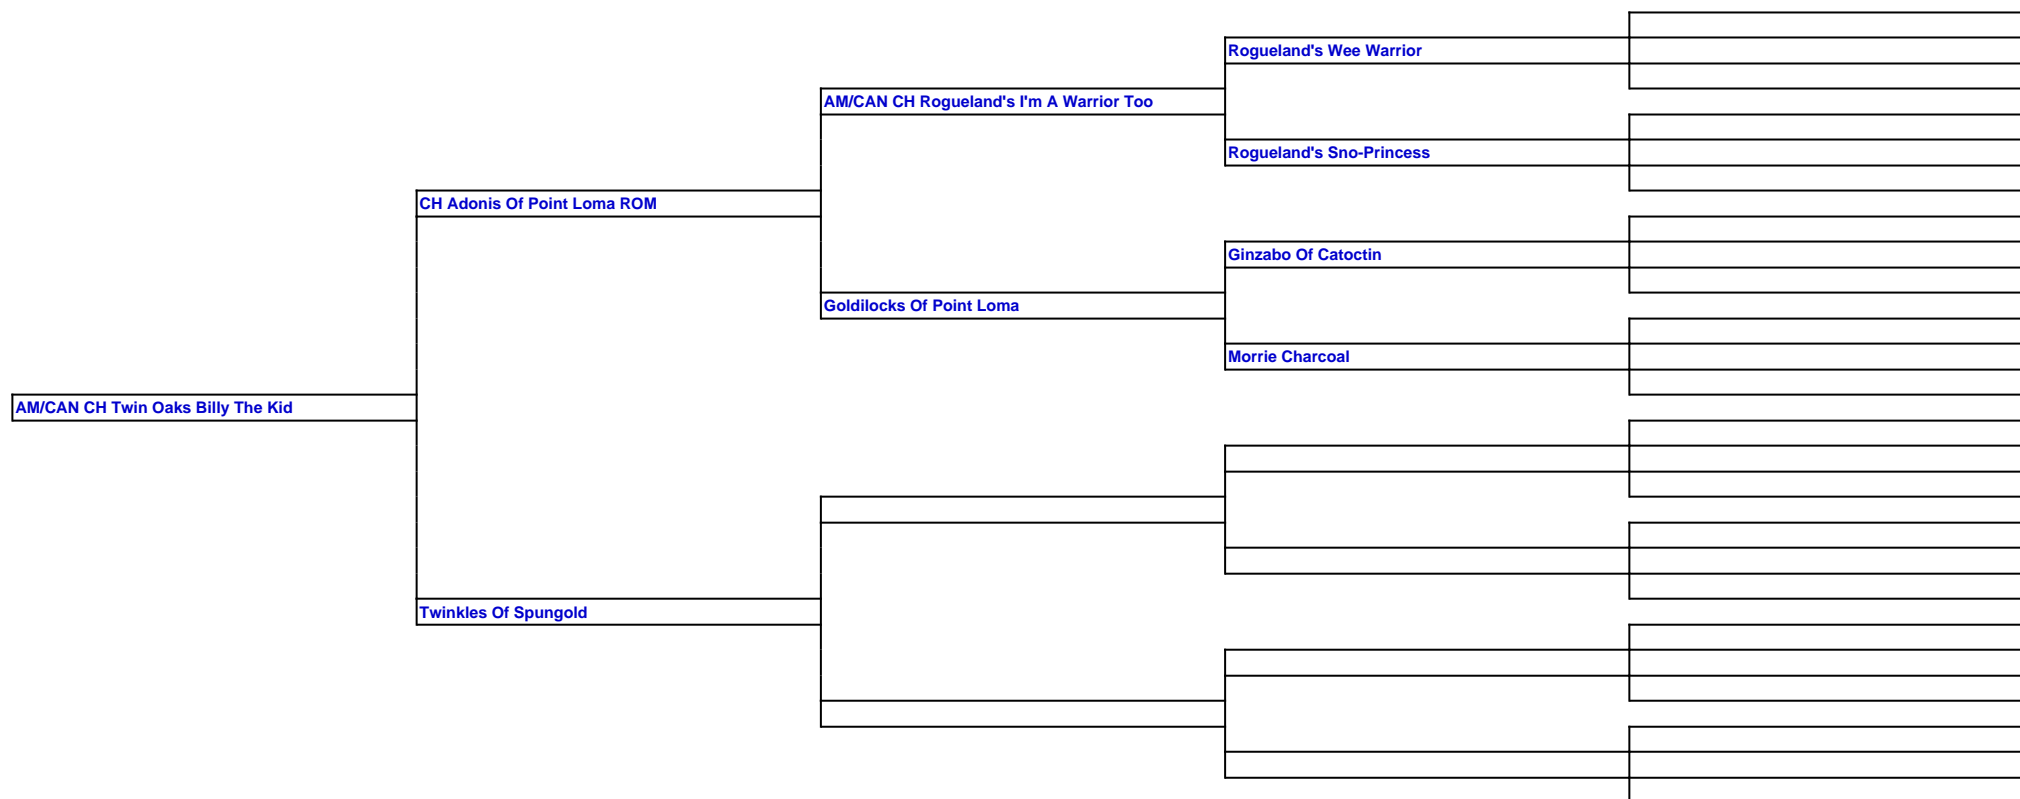 Rogueland's Wee Warrior
AM/CAN CH Rogueland's I'm A Warrior Too
Rogueland's Sno-Princess
CH Adonis Of Point Loma ROM
Ginzabo Of Catoctin
Goldilocks Of Point Loma
Morrie Charcoal
AM/CAN CH Twin Oaks Billy The Kid
Twinkles Of Spungold